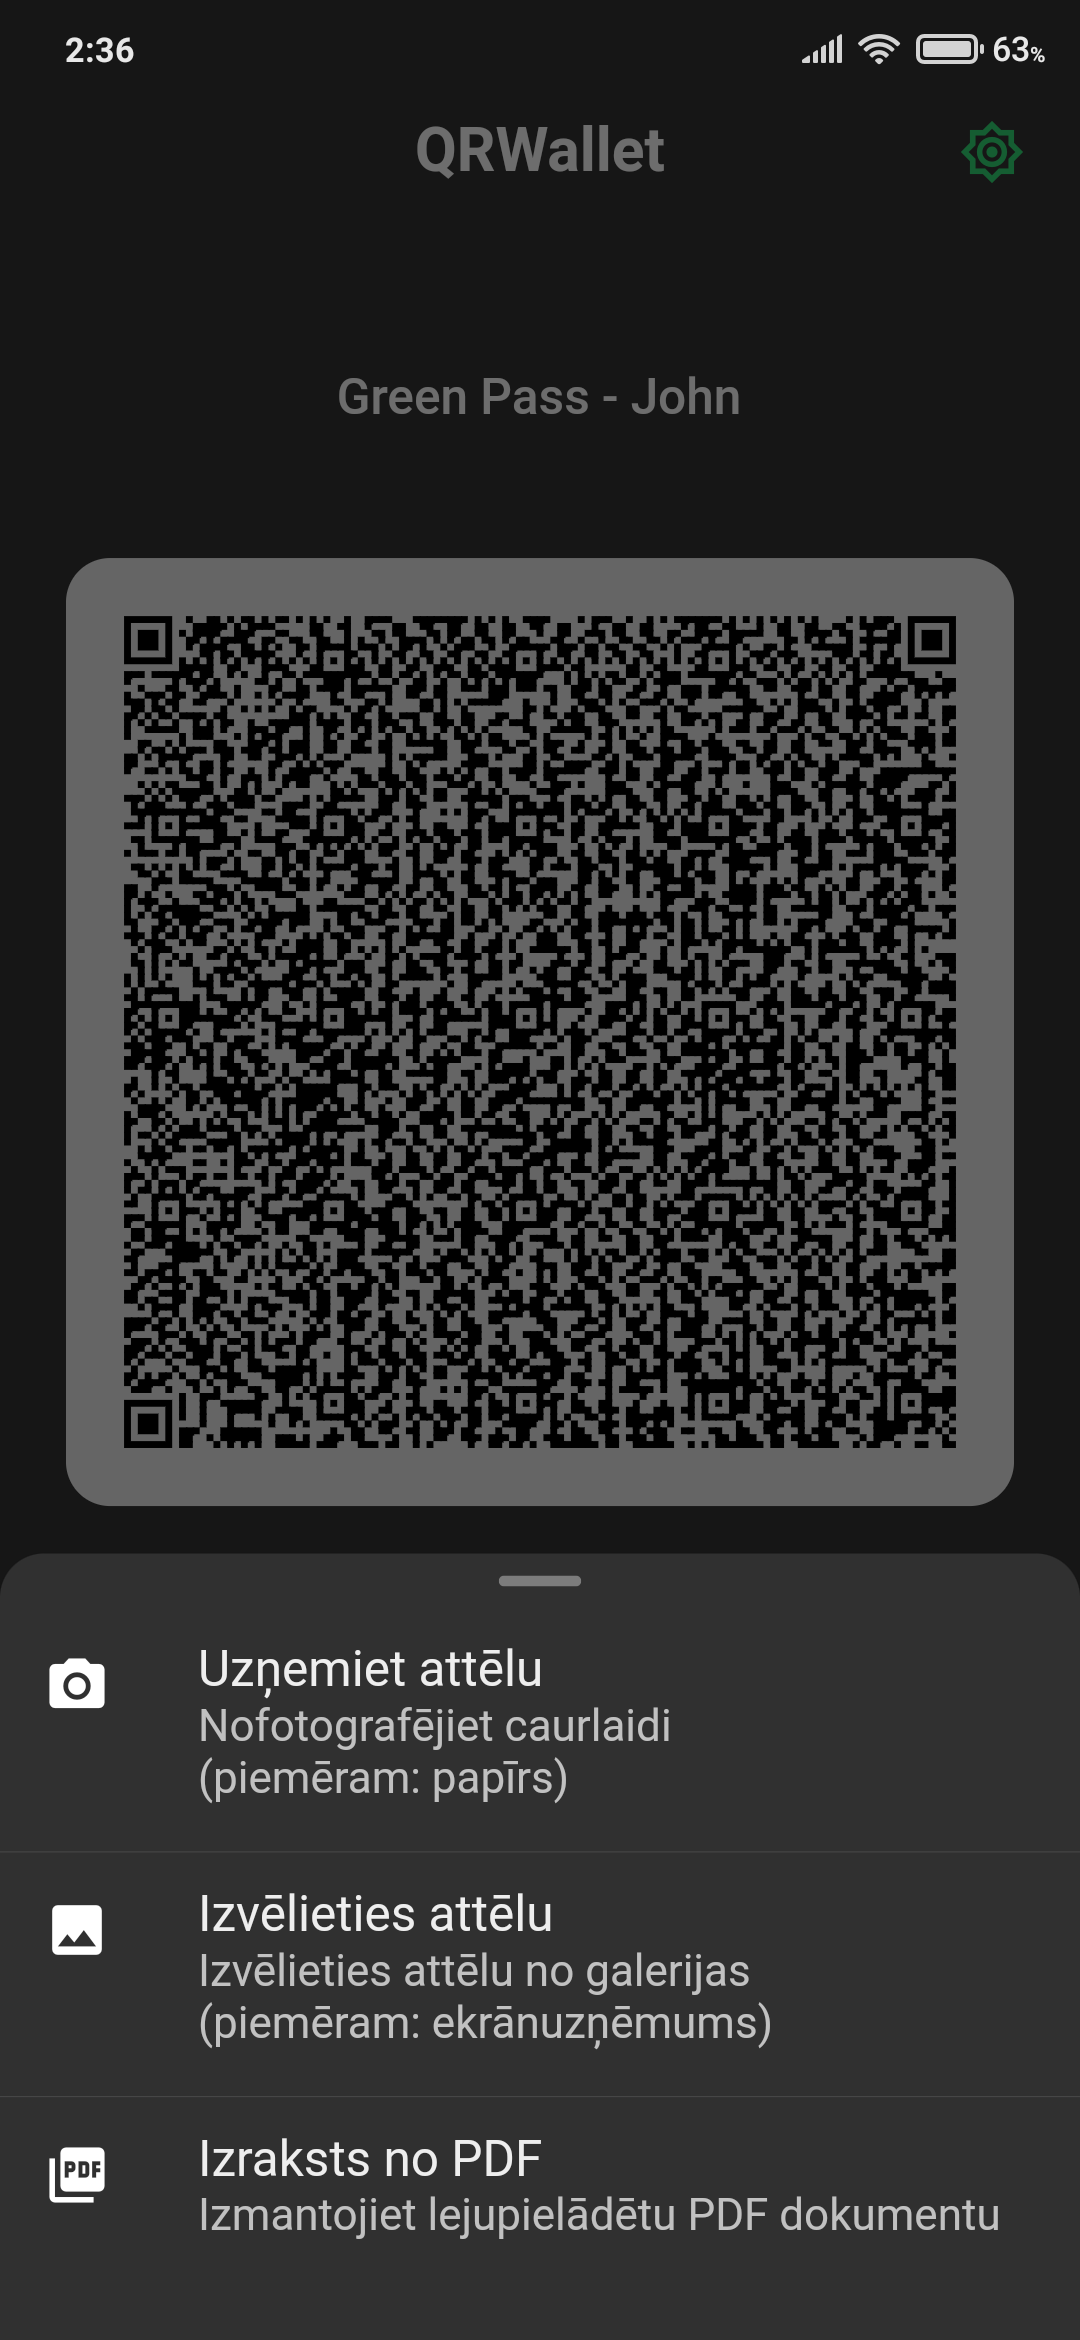 2:36
63%
QRWallet
Green Pass - John
Uzņemiet attēlu
Nofotografējiet caurlaidi
(piemēram: papīrs)
Izvēlieties attēlu
Izvēlieties attēlu no galerijas
(piemēram: ekrānuzņēmums)
PDF
Izraksts no PDF
Izmantojiet lejupielādētu PDF dokumentu